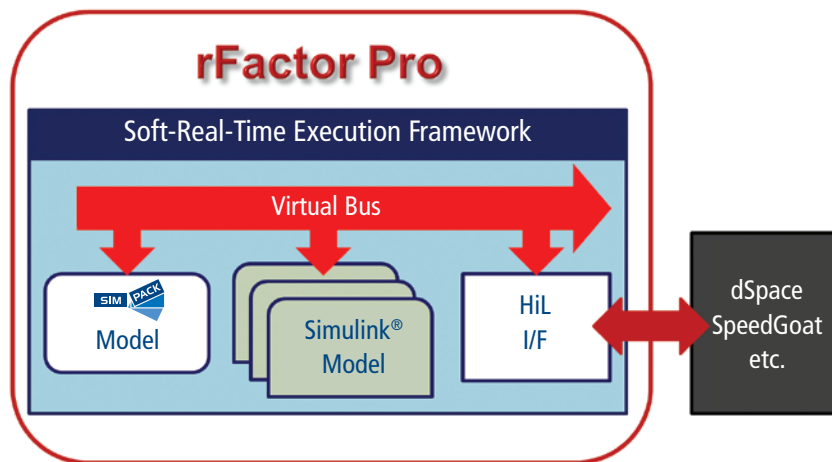 rFactor Pro
Soft-Real-Time Execution Framework
Virtual Bus
SIM PACK
Model
Simulink®
Model
HiL
I/F
dSpace
SpeedGoat
etc.